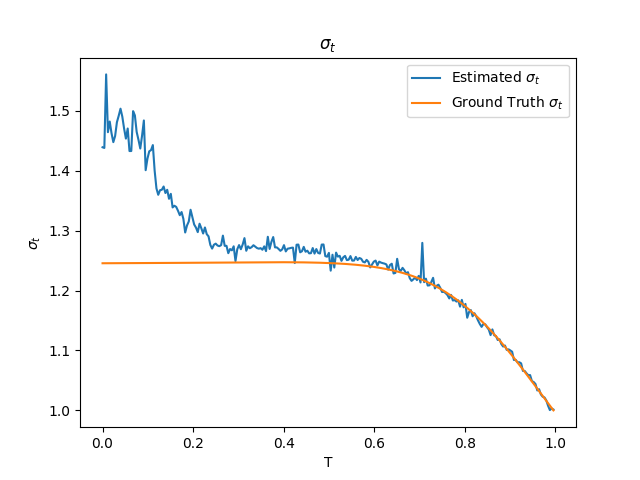 σₜ
Estimated σₜ
Ground Truth σₜ
σₜ
1.5
1.4
1.3
1.2
1.1
1.0
0.0 0.2 0.4 0.6 0.8 1.0
T